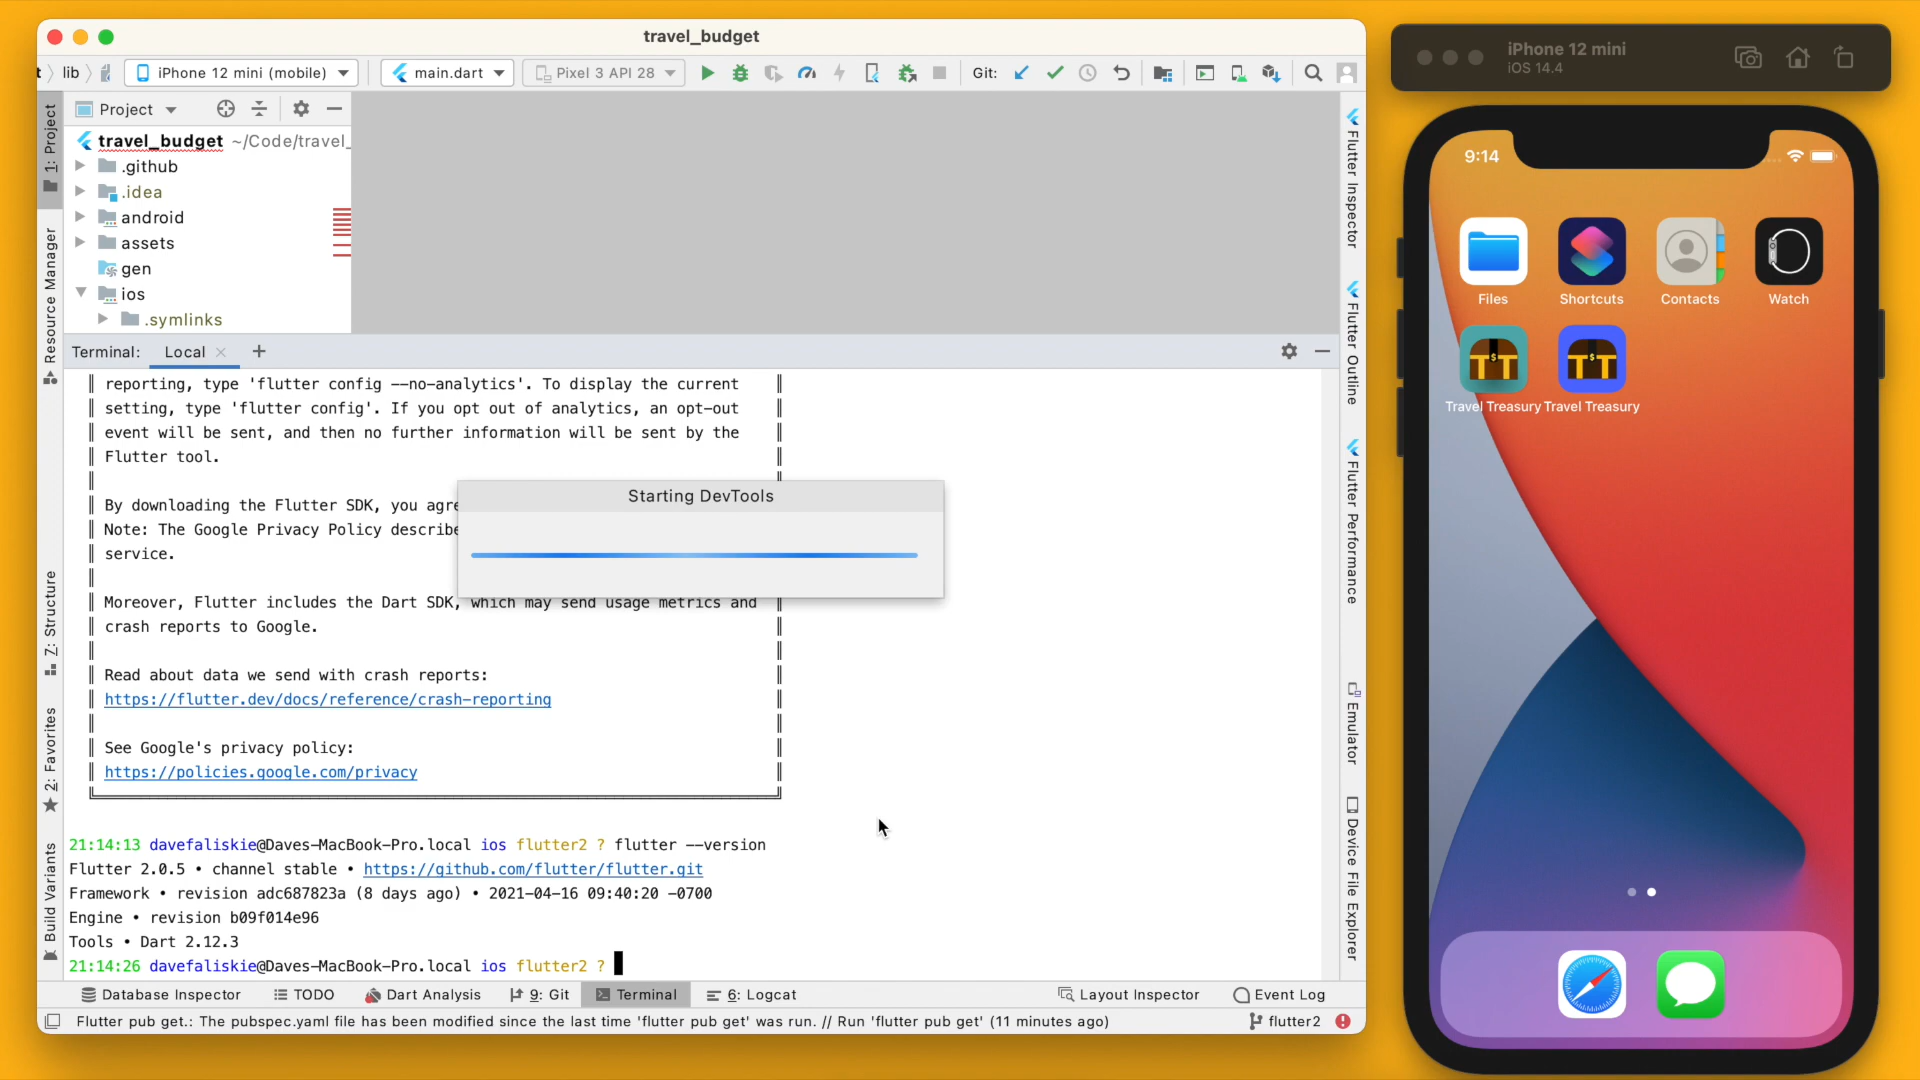 travel_budget
lib
iPhone 12 mini (mobile)
main.dart
Pixel 3 API 28
Git:
1: Project
Project
travel_budget ~/Code/travel_
.github
.idea
android
assets
gen
ios
.symlinks
Resource Manager
Z: Structure
2: Favorites
Build Variants
Terminal:
Local
reporting, type 'flutter config --no-analytics'. To display the current
setting, type 'flutter config'. If you opt out of analytics, an opt-out
event will be sent, and then no further information will be sent by the
Flutter tool.
By downloading the Flutter SDK, you agre
Note: The Google Privacy Policy describe
service.
Starting DevTools
Moreover, Flutter includes the Dart SDK, which may send usage metrics and
crash reports to Google.
Read about data we send with crash reports:
https://flutter.dev/docs/reference/crash-reporting
See Google's privacy policy:
https://policies.google.com/privacy
21:14:13 davefaliskie@Daves-MacBook-Pro.local ios flutter2 ? flutter --version
Flutter 2.0.5 • channel stable • https://github.com/flutter/flutter.git
Framework • revision adc687823a (8 days ago) • 2021-04-16 09:40:20 -0700
Engine • revision b09f014e96
Tools • Dart 2.12.3
21:14:26 davefaliskie@Daves-MacBook-Pro.local ios flutter2 ?
Flutter Inspector
Flutter Outline
Flutter Performance
Emulator
Device File Explorer
Database Inspector
TODO
Dart Analysis
9: Git
Terminal
6: Logcat
Layout Inspector
Event Log
Flutter pub get.: The pubspec.yaml file has been modified since the last time 'flutter pub get' was run. // Run 'flutter pub get' (11 minutes ago)
flutter2
iPhone 12 mini
iOS 14.4
9:14
Files
Shortcuts
Contacts
Watch
Travel Treasury
Travel Treasury